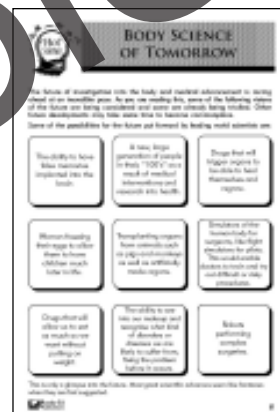 BODY SCIENCE
OF TOMORROW
The future of investigation into the body and medical advancement is moving
ahead at an incredible pace. As you are reading this, some of the following visions
of the future are being considered and some are already being trialled. Other
future developments may take some time to become commonplace.
Some of the possibilities for the future put forward by leading world scientists are:
The ability to have
false memories
implanted into the
brain.
A new, large
generation of people
in their "100's" as a
result of medical
interventions and
research into health.
Drugs that will
trigger organs to
be able to heal
themselves and
regrow.
Women freezing
their eggs to allow
them to have
children much
later in life.
Transplanting organs
from animals such
as pigs and monkeys
as well as artificially
made organs.
Simulators of the
human body for
surgeons, like flight
simulators for pilots.
This would enable
doctors to train and try
out difficult or risky
procedures.
Drugs that will
allow us to eat
as much as we
want without
putting on
weight.
The ability to see
into our makeup and
recognise what kind
of disorders or
diseases we are
likely to suffer from,
fixing the problem
before it occurs.
Robots
performing
complex
surgeries.
This is only a glimpse into the future. Most great scientific advances seem like fantasies
when they are first suggested.